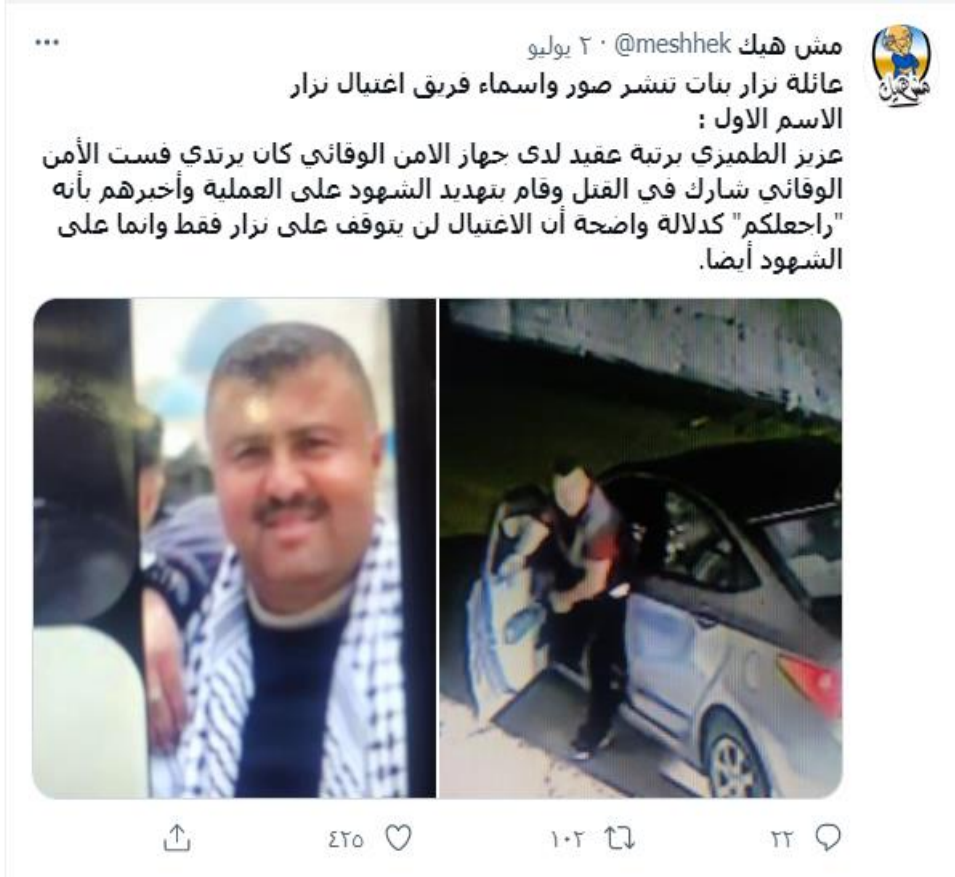 مش هيك @meshhek · ٢ يوليو
عائلة نزار بنات تنشر صور واسماء فريق اغتيال نزار
الاسم الاول :
عزيز الطميزي برتبة عقيد لدى جهاز الامن الوقائي كان يرتدي فست الأمن
الوقائي شارك في القتل وقام بتهديد الشهود على العملية وأخبرهم بأنه
"راجعلكم" كدلالة واضحة أن الاغتيال لن يتوقف على نزار فقط وانما على
الشهود أيضا.
٢٢ ١٠٢ ٤٢٥